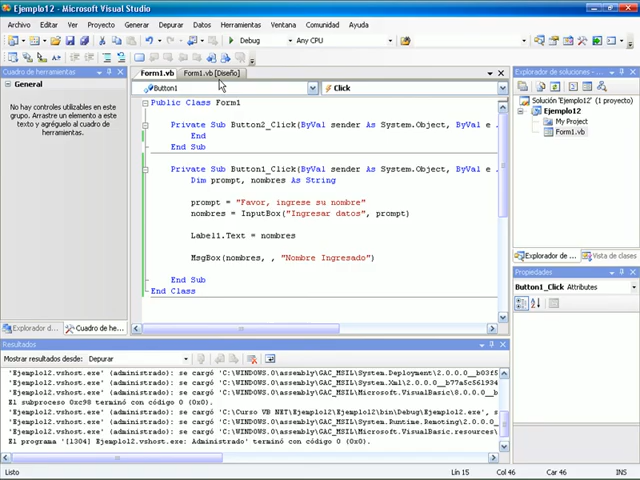 Ejemplo12 - Microsoft Visual Studio
Archivo Editar Ver Proyecto Generar Depurar Datos Herramientas Ventana Comunidad Ayuda
Debug Any CPU
Cuadro de herramientas
General
No hay controles utilizables en este
grupo. Arrastre un elemento a este
texto y agréguelo al cuadro de
herramientas.
Explorador d... Cuadro de he...
Form1.vb Form1.vb [Diseño]
Button1 Click
Public Class Form1
Private Sub Button2_Click(ByVal sender As System.Object, ByVal e
End
End Sub
Private Sub Button1_Click(ByVal sender As System.Object, ByVal e
Dim prompt, nombres As String
prompt = "Favor, ingrese su nombre"
nombres = InputBox("Ingresar datos", prompt)
Label1.Text = nombres
MsgBox(nombres, , "Nombre Ingresado")
End Sub
End Class
Explorador de soluciones
Solución 'Ejemplo12' (1 proyecto)
Ejemplo12
My Project
Form1.vb
Explorador de ... Vista de clases
Propiedades
Button1_Click Attributes
Resultados
Mostrar resultados desde: Depurar
'Ejemplo12.vshost.exe' (administrado): se cargó 'C:\WINDOWS.0\assembly\GAC_MSIL\System.Deployment\2.0.0.0__b03f5
'Ejemplo12.vshost.exe' (administrado): se cargó 'C:\WINDOWS.0\assembly\GAC_MSIL\System.Xml\2.0.0.0__b77a5c561934
'Ejemplo12.vshost.exe' (administrado): se cargó 'C:\WINDOWS.0\assembly\GAC_MSIL\Microsoft.VisualBasic\8.0.0.0__b
El subproceso 0xc98 terminó con código 0 (0x0).
'Ejemplo12.vshost.exe' (administrado): se cargó 'C:\Curso VB NET\Ejemplo12\Ejemplo12\bin\Debug\Ejemplo12.exe', s
'Ejemplo12.vshost.exe' (administrado): se cargó 'C:\WINDOWS.0\assembly\GAC_MSIL\System.Runtime.Remoting\2.0.0.0_
'Ejemplo12.vshost.exe' (administrado): se cargó 'C:\WINDOWS.0\assembly\GAC_MSIL\Microsoft.VisualBasic.resources\
El programa '[1304] Ejemplo12.vshost.exe: Administrado' terminó con código 0 (0x0).
Listo Lín 15 Col 46 Car 46 INS